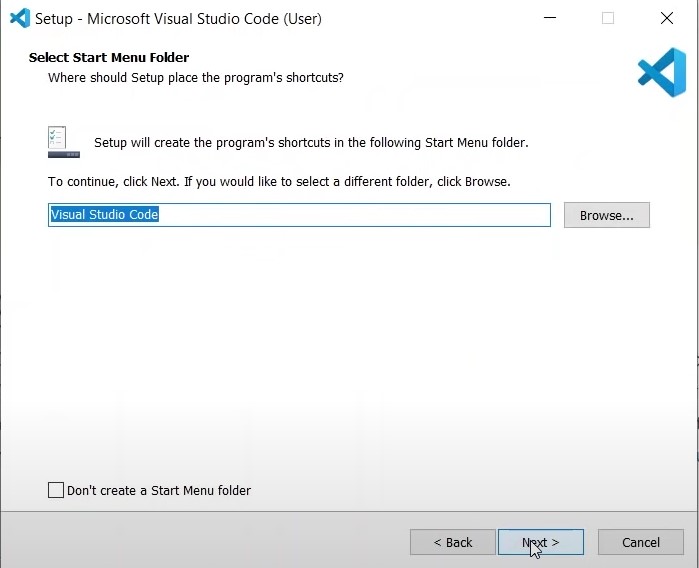 Setup - Microsoft Visual Studio Code (User)
Select Start Menu Folder
Where should Setup place the program's shortcuts?
Setup will create the program's shortcuts in the following Start Menu folder.
To continue, click Next. If you would like to select a different folder, click Browse.
Visual Studio Code
Browse...
Don't create a Start Menu folder
< Back
Next >
Cancel